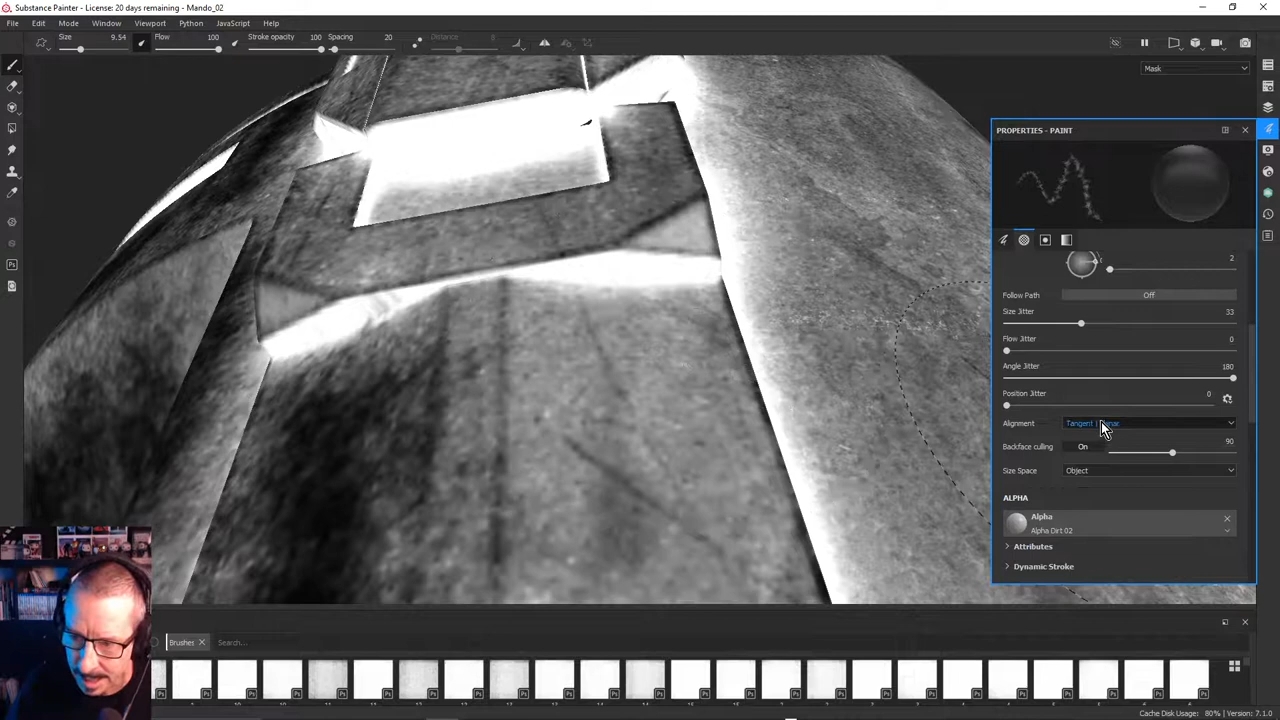 Substance Painter - License: 20 days remaining - Mando_02
File Edit Mode Window Viewport Python JavaScript Help
Size 9.54 Flow 100 Stroke opacity 100 Spacing 20 Distance 8
Mask
PROPERTIES - PAINT
2
Follow Path Off
Size Jitter 33
Flow Jitter 0
Angle Jitter 180
Position Jitter 0
Alignment Tangent |
Backface culling On 90
Size Space Object
ALPHA
Alpha
Alpha Dirt 02
Attributes
Dynamic Stroke
Brushes Search...
Cache Disk Usage: 80% | Version: 7.1.0